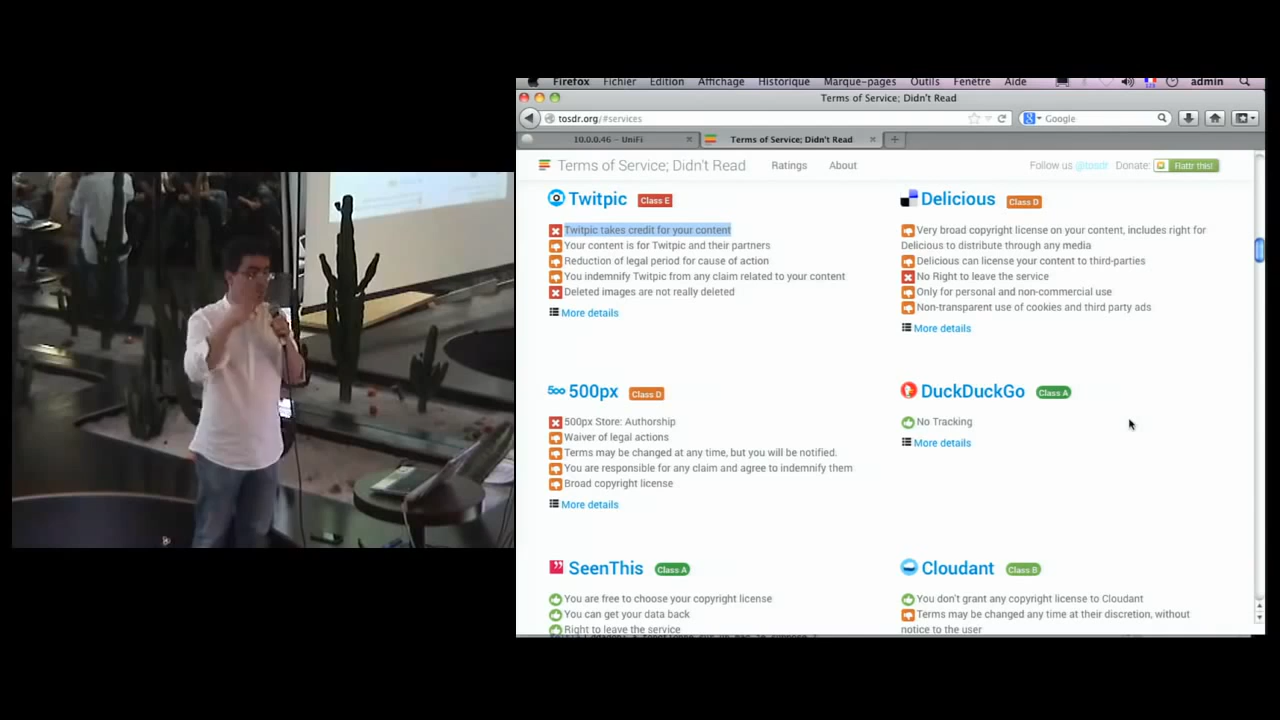 Firefox Fichier Edition Affichage Historique Marque-pages Outils Fenêtre Aide admin
Terms of Service; Didn't Read
tosdr.org/#services
Google
10.0.0.46 – UniFi
Terms of Service; Didn't Read
Terms of Service; Didn't Read
Ratings
About
Follow us @tosdr
Donate:
Flattr this!
Twitpic Class E
Twitpic takes credit for your content
Your content is for Twitpic and their partners
Reduction of legal period for cause of action
You indemnify Twitpic from any claim related to your content
Deleted images are not really deleted
More details
Delicious Class D
Very broad copyright license on your content, includes right for
Delicious to distribute through any media
Delicious can license your content to third-parties
No Right to leave the service
Only for personal and non-commercial use
Non-transparent use of cookies and third party ads
More details
500 500px Class D
500px Store: Authorship
Waiver of legal actions
Terms may be changed at any time, but you will be notified.
You are responsible for any claim and agree to indemnify them
Broad copyright license
More details
DuckDuckGo Class A
No Tracking
More details
SeenThis Class A
You are free to choose your copyright license
You can get your data back
Right to leave the service
Cloudant Class B
You don't grant any copyright license to Cloudant
Terms may be changed any time at their discretion, without
notice to the user